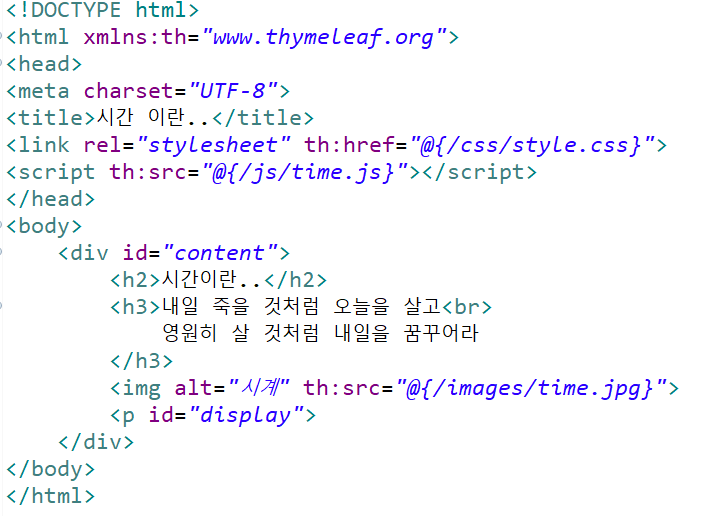 <!DOCTYPE html>
<html xmlns:th="www.thymeleaf.org">
<head>
<meta charset="UTF-8">
<title>시간 이란..</title>
<link rel="stylesheet" th:href="@{/css/style.css}">
<script th:src="@{/js/time.js}"></script>
</head>
<body>
    <div id="content">
        <h2>시간이란..</h2>
        <h3>내일 죽을 것처럼 오늘을 살고<br>
            영원히 살 것처럼 내일을 꿈꾸어라
        </h3>
        <img alt="시계" th:src="@{/images/time.jpg}">
        <p id="display">
    </div>
</body>
</html>